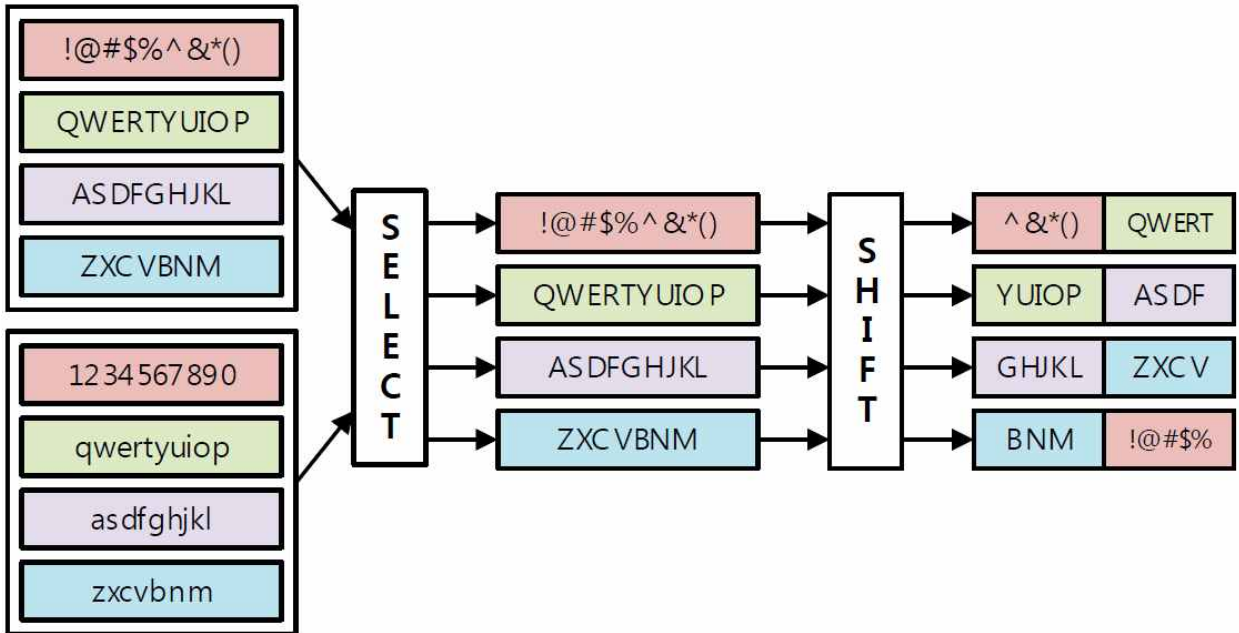 !@#$%^&*()
QWERTYUIOP
ASDFGHJKL
ZXCVBNM
1234567890
qwertyuiop
asdfghjkl
zxcvbnm
SELECT
!@#$%^&*()
QWERTYUIOP
ASDFGHJKL
ZXCVBNM
SHIFT
^&*() QWERT
YUIOP ASDF
GHJKL ZXCV
BNM !@#$%